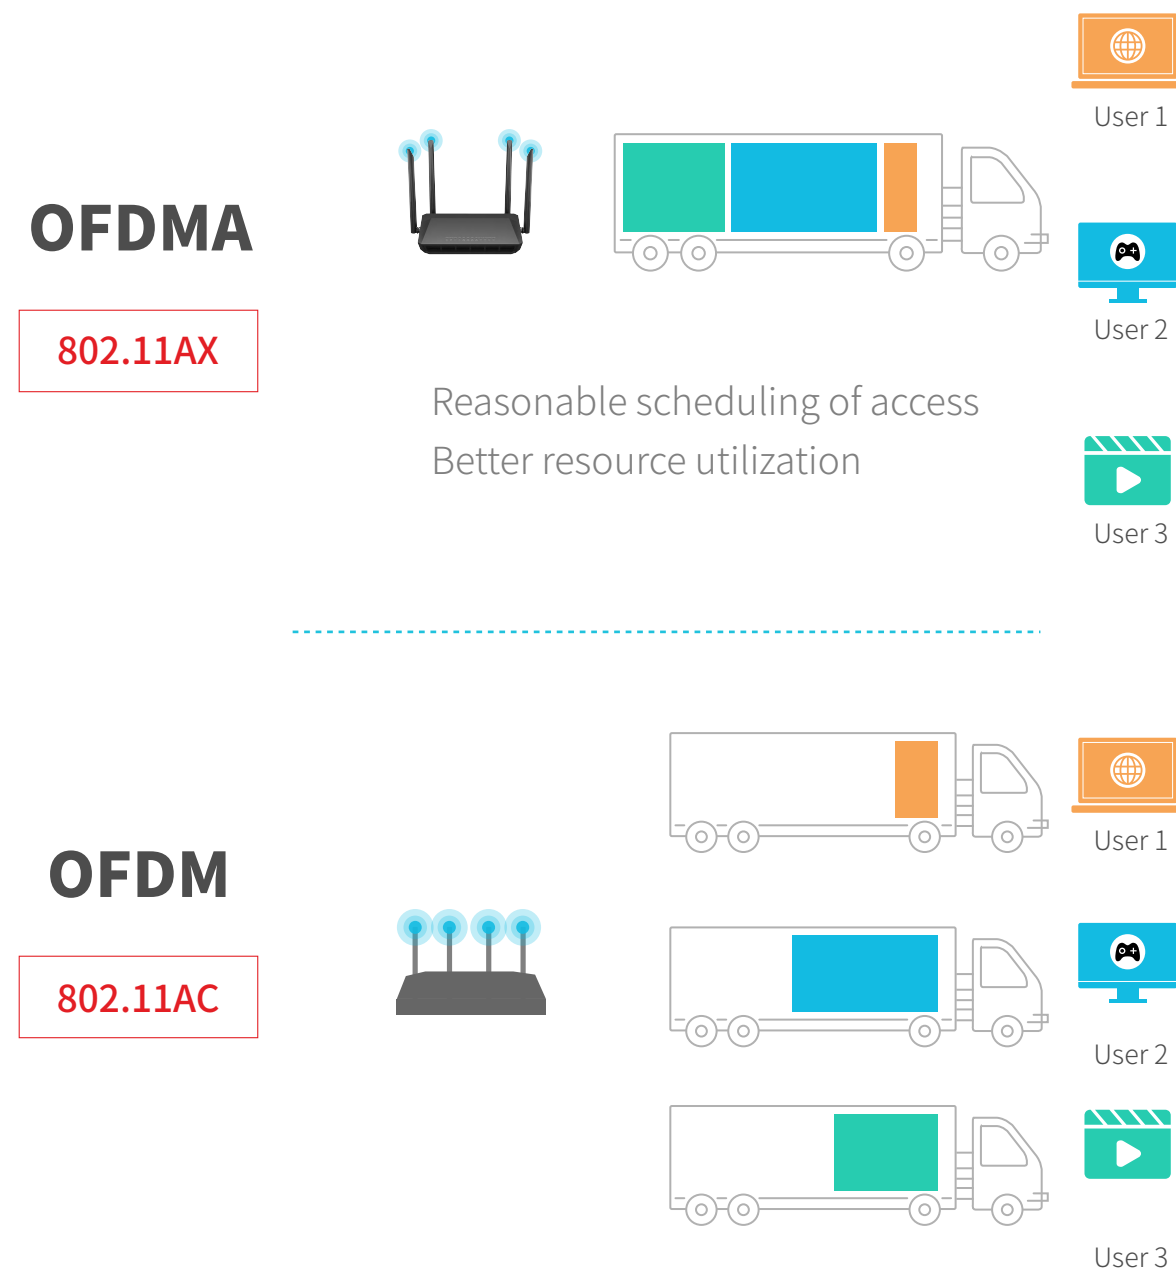 User 1
OFDMA
User 2
802.11AX
Reasonable scheduling of access
Better resource utilization
User 3
User 1
OFDM
802.11AC
User 2
User 3